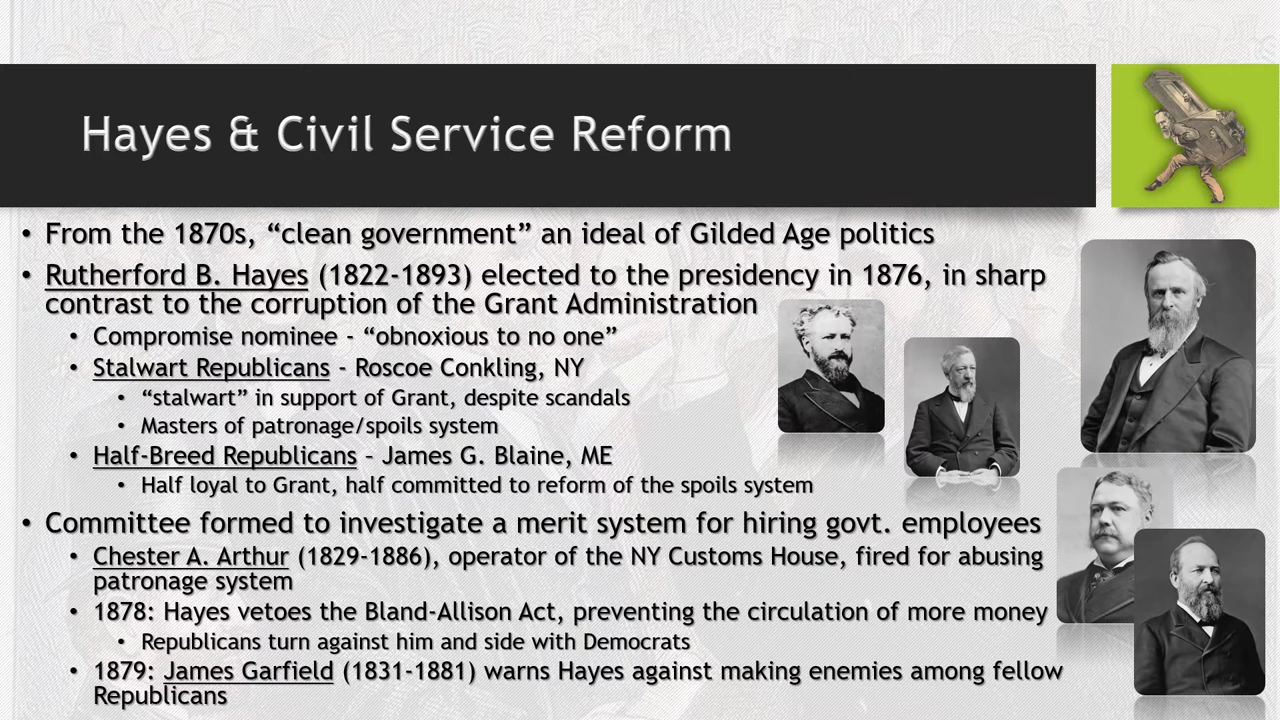 Hayes & Civil Service Reform
• From the 1870s, “clean government” an ideal of Gilded Age politics
• Rutherford B. Hayes (1822-1893) elected to the presidency in 1876, in sharp
contrast to the corruption of the Grant Administration
• Compromise nominee - “obnoxious to no one”
• Stalwart Republicans - Roscoe Conkling, NY
• “stalwart” in support of Grant, despite scandals
• Masters of patronage/spoils system
• Half-Breed Republicans – James G. Blaine, ME
• Half loyal to Grant, half committed to reform of the spoils system
• Committee formed to investigate a merit system for hiring govt. employees
• Chester A. Arthur (1829-1886), operator of the NY Customs House, fired for abusing
patronage system
• 1878: Hayes vetoes the Bland-Allison Act, preventing the circulation of more money
• Republicans turn against him and side with Democrats
• 1879: James Garfield (1831-1881) warns Hayes against making enemies among fellow
Republicans